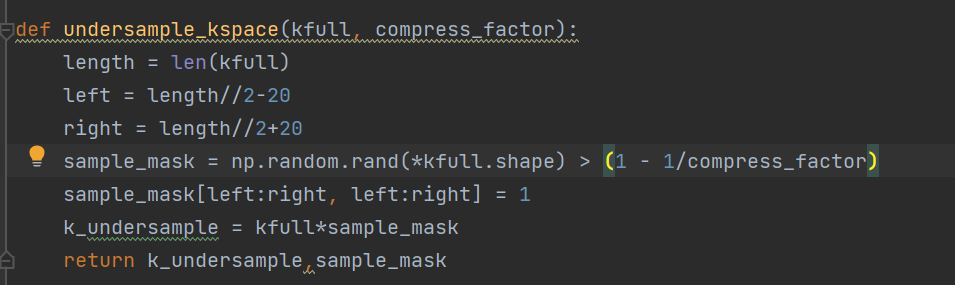 def undersample_kspace(kfull, compress_factor):
    length = len(kfull)
    left = length//2-20
    right = length//2+20
    sample_mask = np.random.rand(*kfull.shape) > (1 - 1/compress_factor)
    sample_mask[left:right, left:right] = 1
    k_undersample = kfull*sample_mask
    return k_undersample,sample_mask